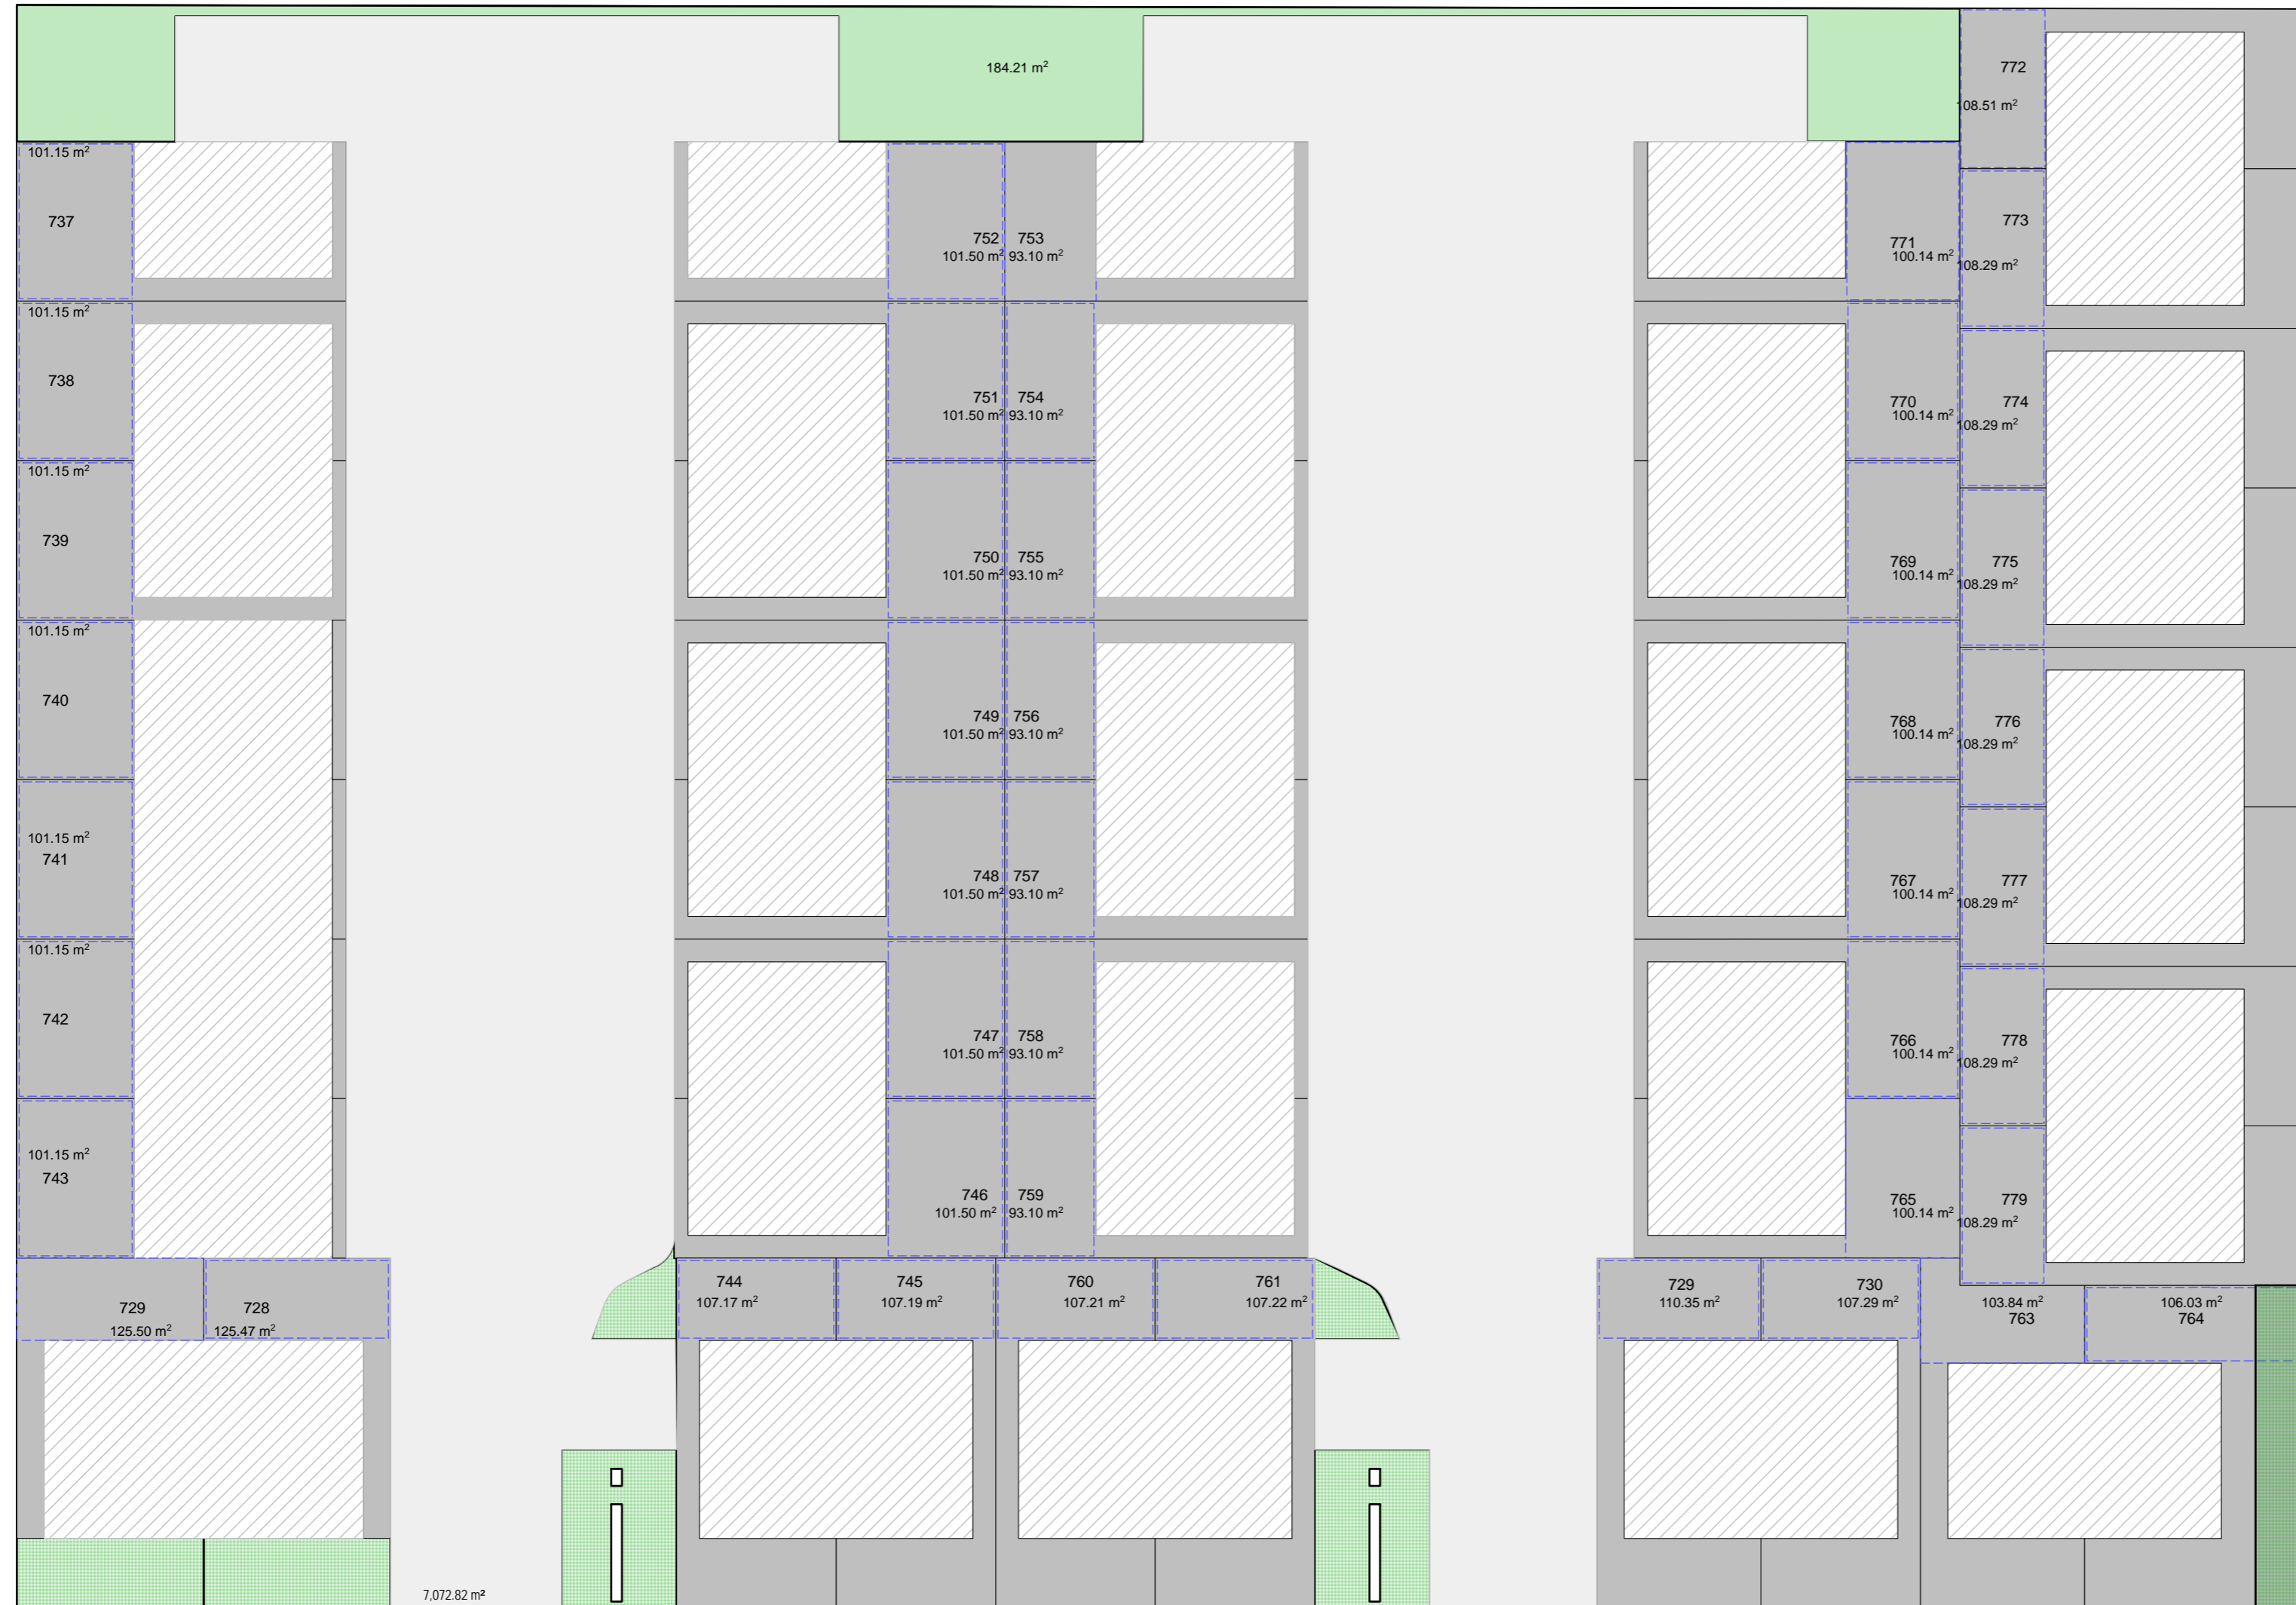 184.21 m²
772
108.51 m²
101.15 m²
737
752 753
101.50 m² 93.10 m²
771
100.14 m²
773
108.29 m²
101.15 m²
738
751 754
101.50 m² 93.10 m²
770
100.14 m²
774
108.29 m²
101.15 m²
739
750 755
101.50 m² 93.10 m²
769
100.14 m²
775
108.29 m²
101.15 m²
740
749 756
101.50 m² 93.10 m²
768
100.14 m²
776
108.29 m²
101.15 m²
741
748 757
101.50 m² 93.10 m²
767
100.14 m²
777
108.29 m²
101.15 m²
742
747 758
101.50 m² 93.10 m²
766
100.14 m²
778
108.29 m²
101.15 m²
743
746 759
101.50 m² 93.10 m²
765
100.14 m²
779
108.29 m²
729
125.50 m²
728
125.47 m²
744
107.17 m²
745
107.19 m²
760
107.21 m²
761
107.22 m²
729
110.35 m²
730
107.29 m²
103.84 m²
763
106.03 m²
764
7,072.82 m²